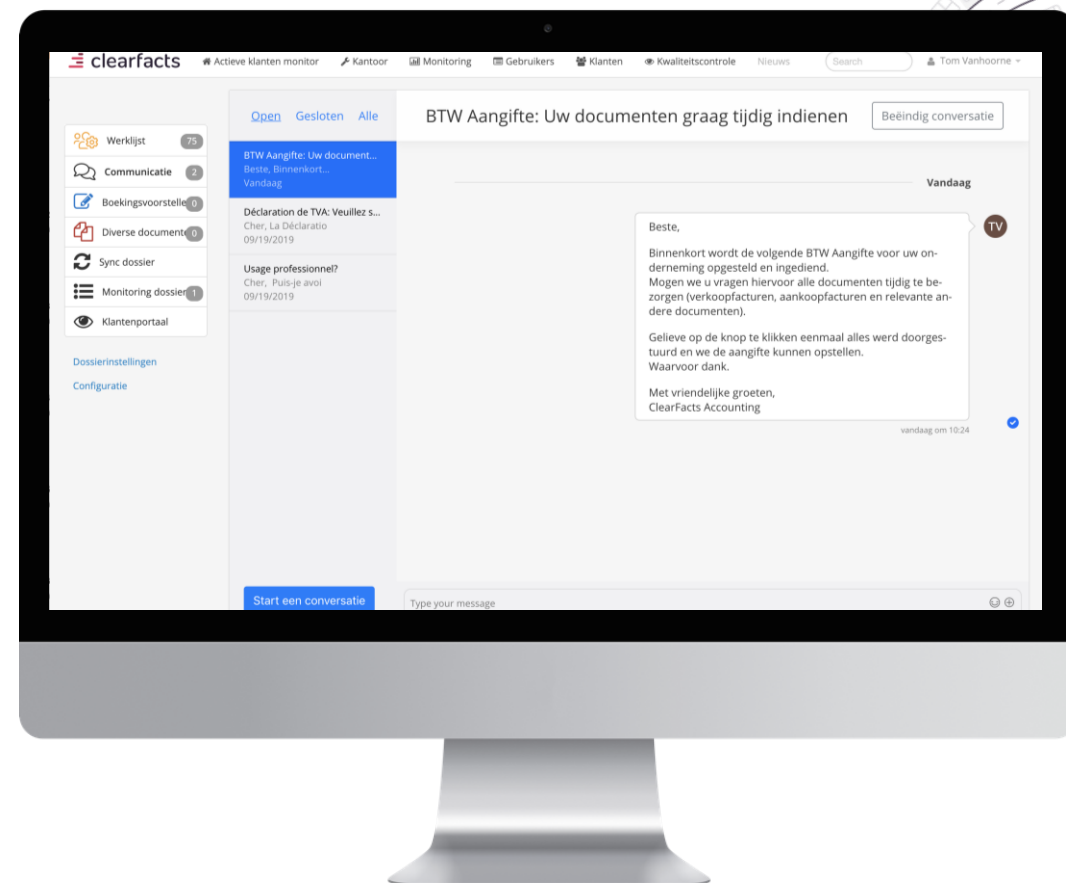 clearfacts
Actieve klanten monitor Kantoor Monitoring Gebruikers Klanten Kwaliteitscontrole Nieuws Search Tom Vanhoorne
Werklijst 75
Communicatie 2
Boekingsvoorstelle 0
Diverse document 0
Sync dossier
Monitoring dossier 1
Klantenportaal
Dossierinstellingen
Configuratie
Open Gesloten Alle
BTW Aangifte: Uw document...
Beste, Binnenkort...
Vandaag
Déclaration de TVA: Veuillez s...
Cher, La Déclaratio
09/19/2019
Usage professionnel?
Cher, Puis-je avoi
09/19/2019
Start een conversatie
BTW Aangifte: Uw documenten graag tijdig indienen
Beëindig conversatie
Vandaag
TV
Beste,
Binnenkort wordt de volgende BTW Aangifte voor uw on-
derneming opgesteld en ingediend.
Mogen we u vragen hiervoor alle documenten tijdig te be-
zorgen (verkoopfacturen, aankoopfacturen en relevante an-
dere documenten).
Gelieve op de knop te klikken eenmaal alles werd doorges-
tuurd en we de aangifte kunnen opstellen.
Waarvoor dank.
Met vriendelijke groeten,
ClearFacts Accounting
vandaag om 10:24
Type your message